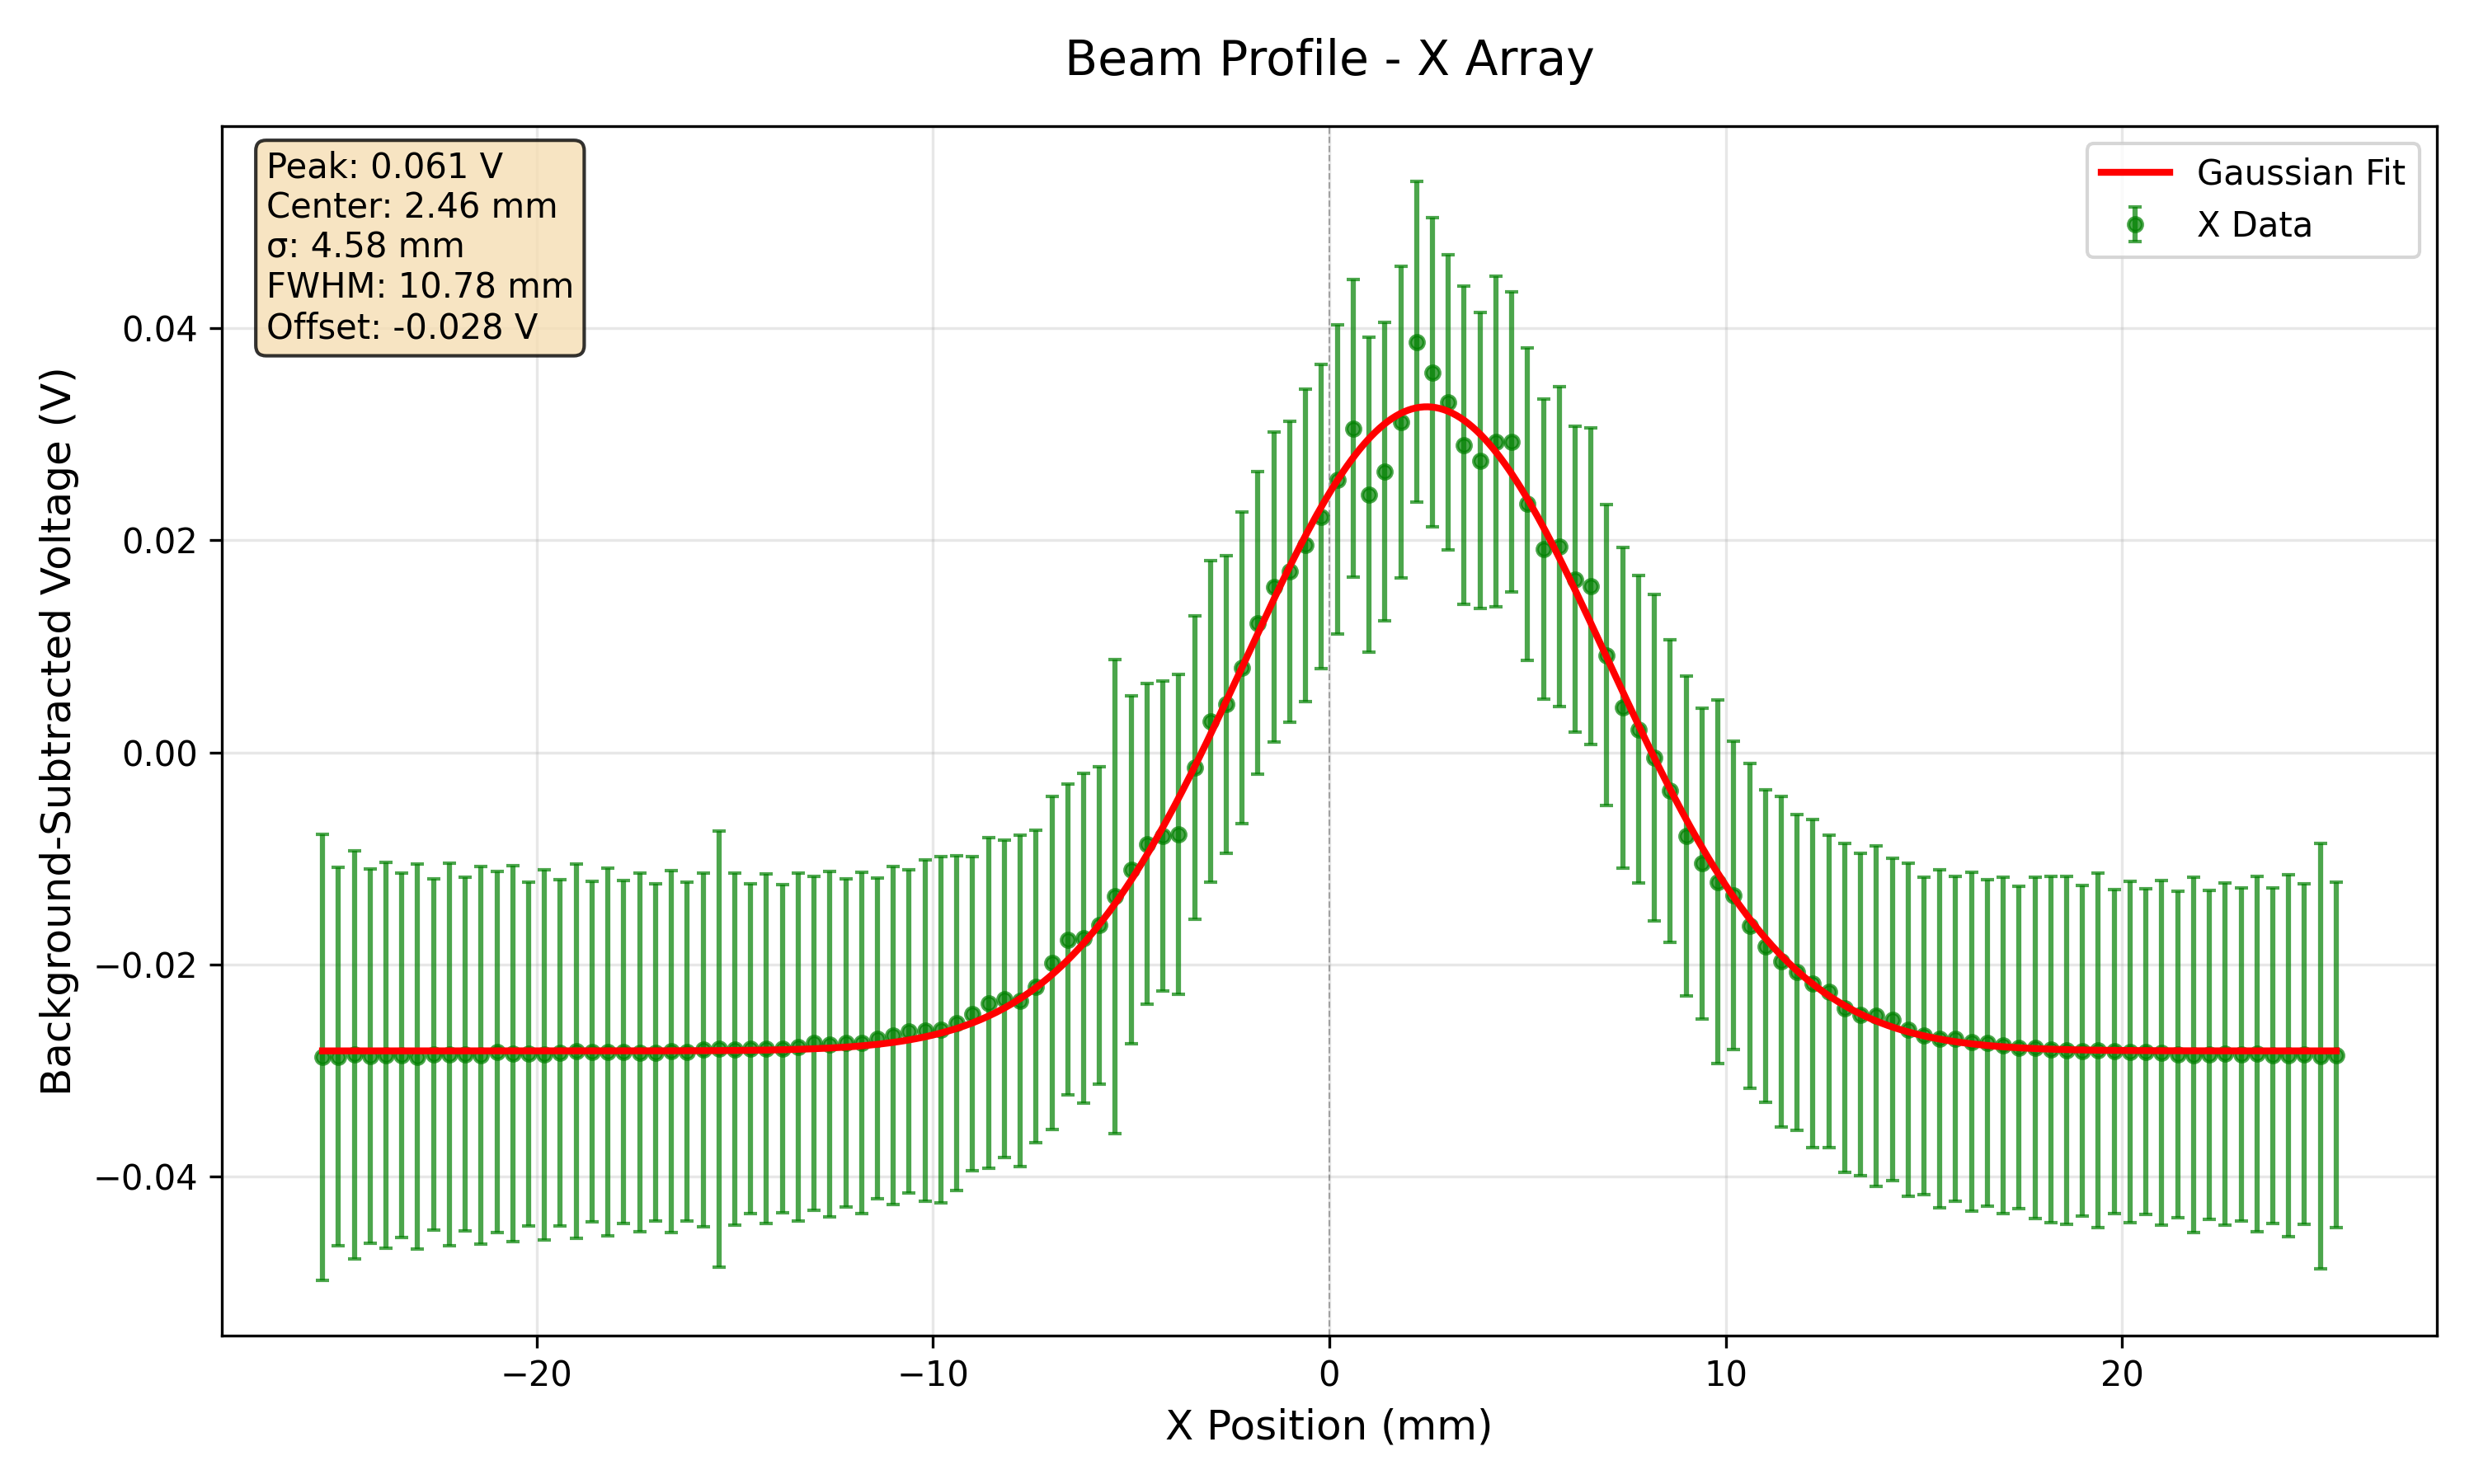 Beam Profile - X Array
Peak: 0.061 V
Center: 2.46 mm
σ: 4.58 mm
FWHM: 10.78 mm
Offset: -0.028 V
Gaussian Fit
X Data
Background-Subtracted Voltage (V)
0.04
0.02
0.00
−0.02
−0.04
−20
−10
0
10
20
X Position (mm)